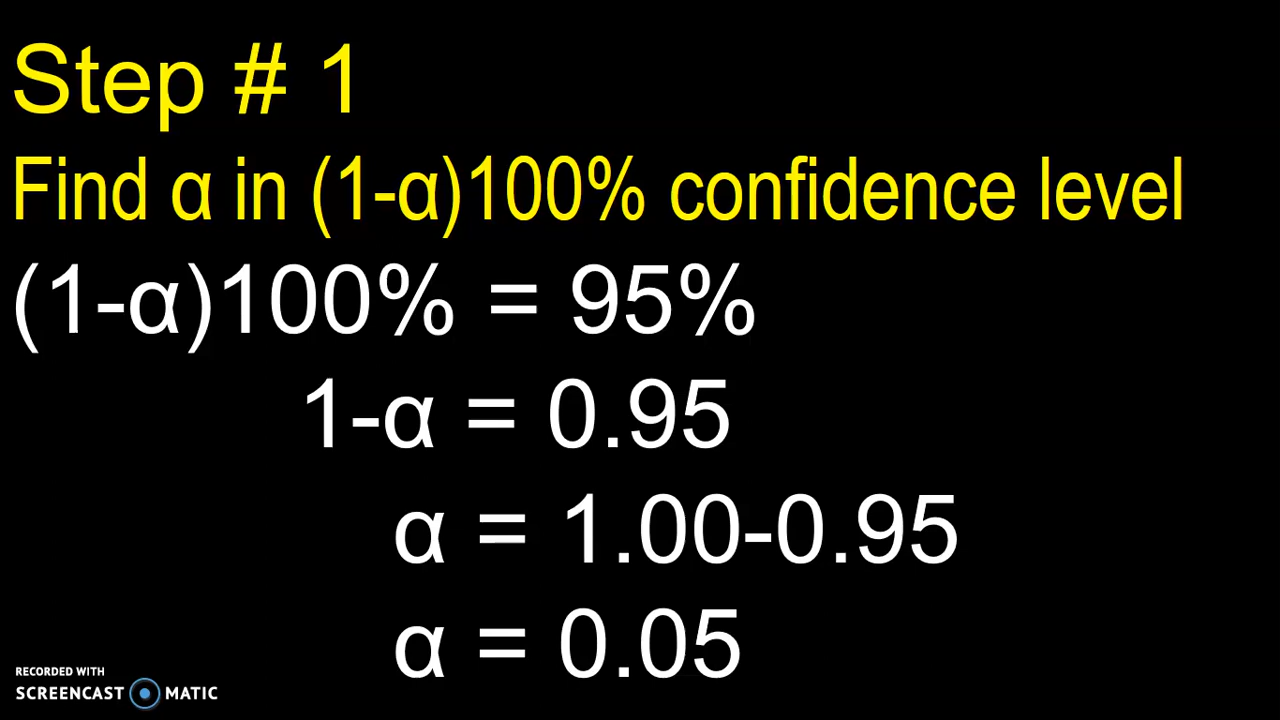 Step # 1
Find α in (1-α)100% confidence level
(1-α)100% = 95%
1-α = 0.95
α = 1.00-0.95
α = 0.05
RECORDED WITH
SCREENCAST MATIC